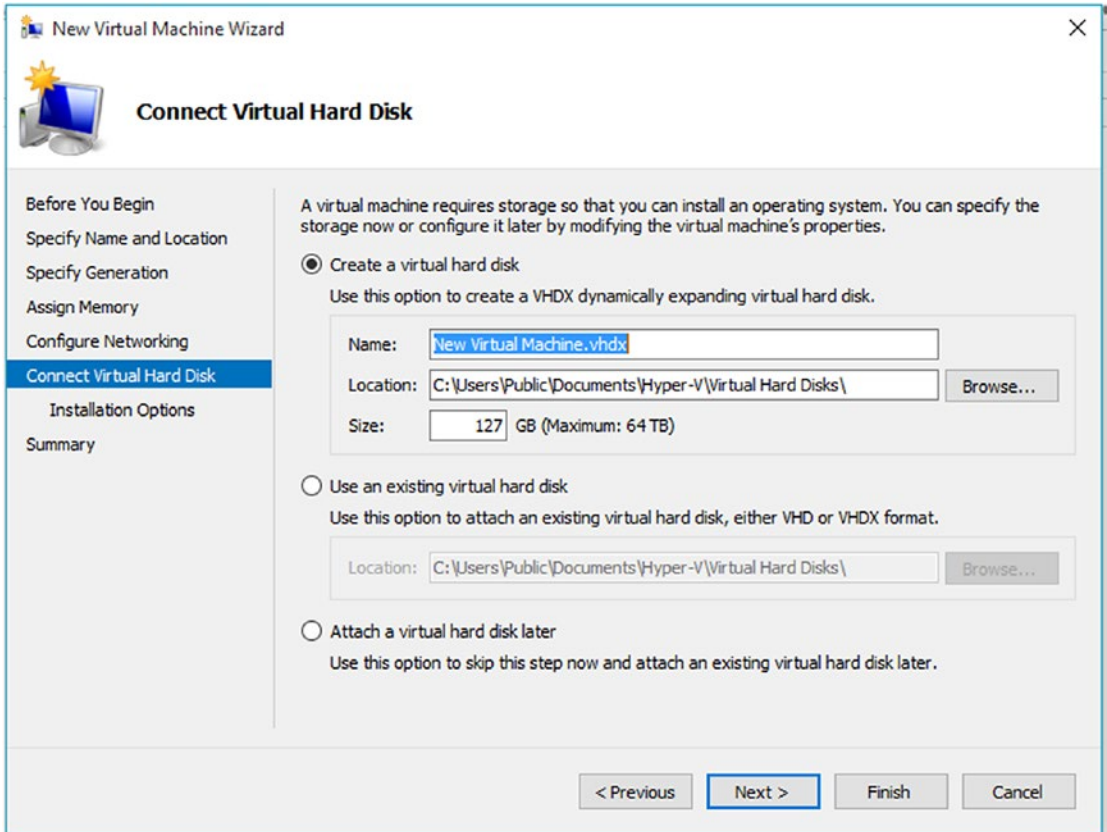 New Virtual Machine Wizard
Connect Virtual Hard Disk
Before You Begin
Specify Name and Location
Specify Generation
Assign Memory
Configure Networking
Connect Virtual Hard Disk
Installation Options
Summary
A virtual machine requires storage so that you can install an operating system. You can specify the
storage now or configure it later by modifying the virtual machine's properties.
Create a virtual hard disk
Use this option to create a VHDX dynamically expanding virtual hard disk.
Name: New Virtual Machine.vhdx
Location: C:\Users\Public\Documents\Hyper-V\Virtual Hard Disks\ Browse...
Size: 127 GB (Maximum: 64 TB)
Use an existing virtual hard disk
Use this option to attach an existing virtual hard disk, either VHD or VHDX format.
Location: C:\Users\Public\Documents\Hyper-V\Virtual Hard Disks\ Browse...
Attach a virtual hard disk later
Use this option to skip this step now and attach an existing virtual hard disk later.
< Previous Next > Finish Cancel